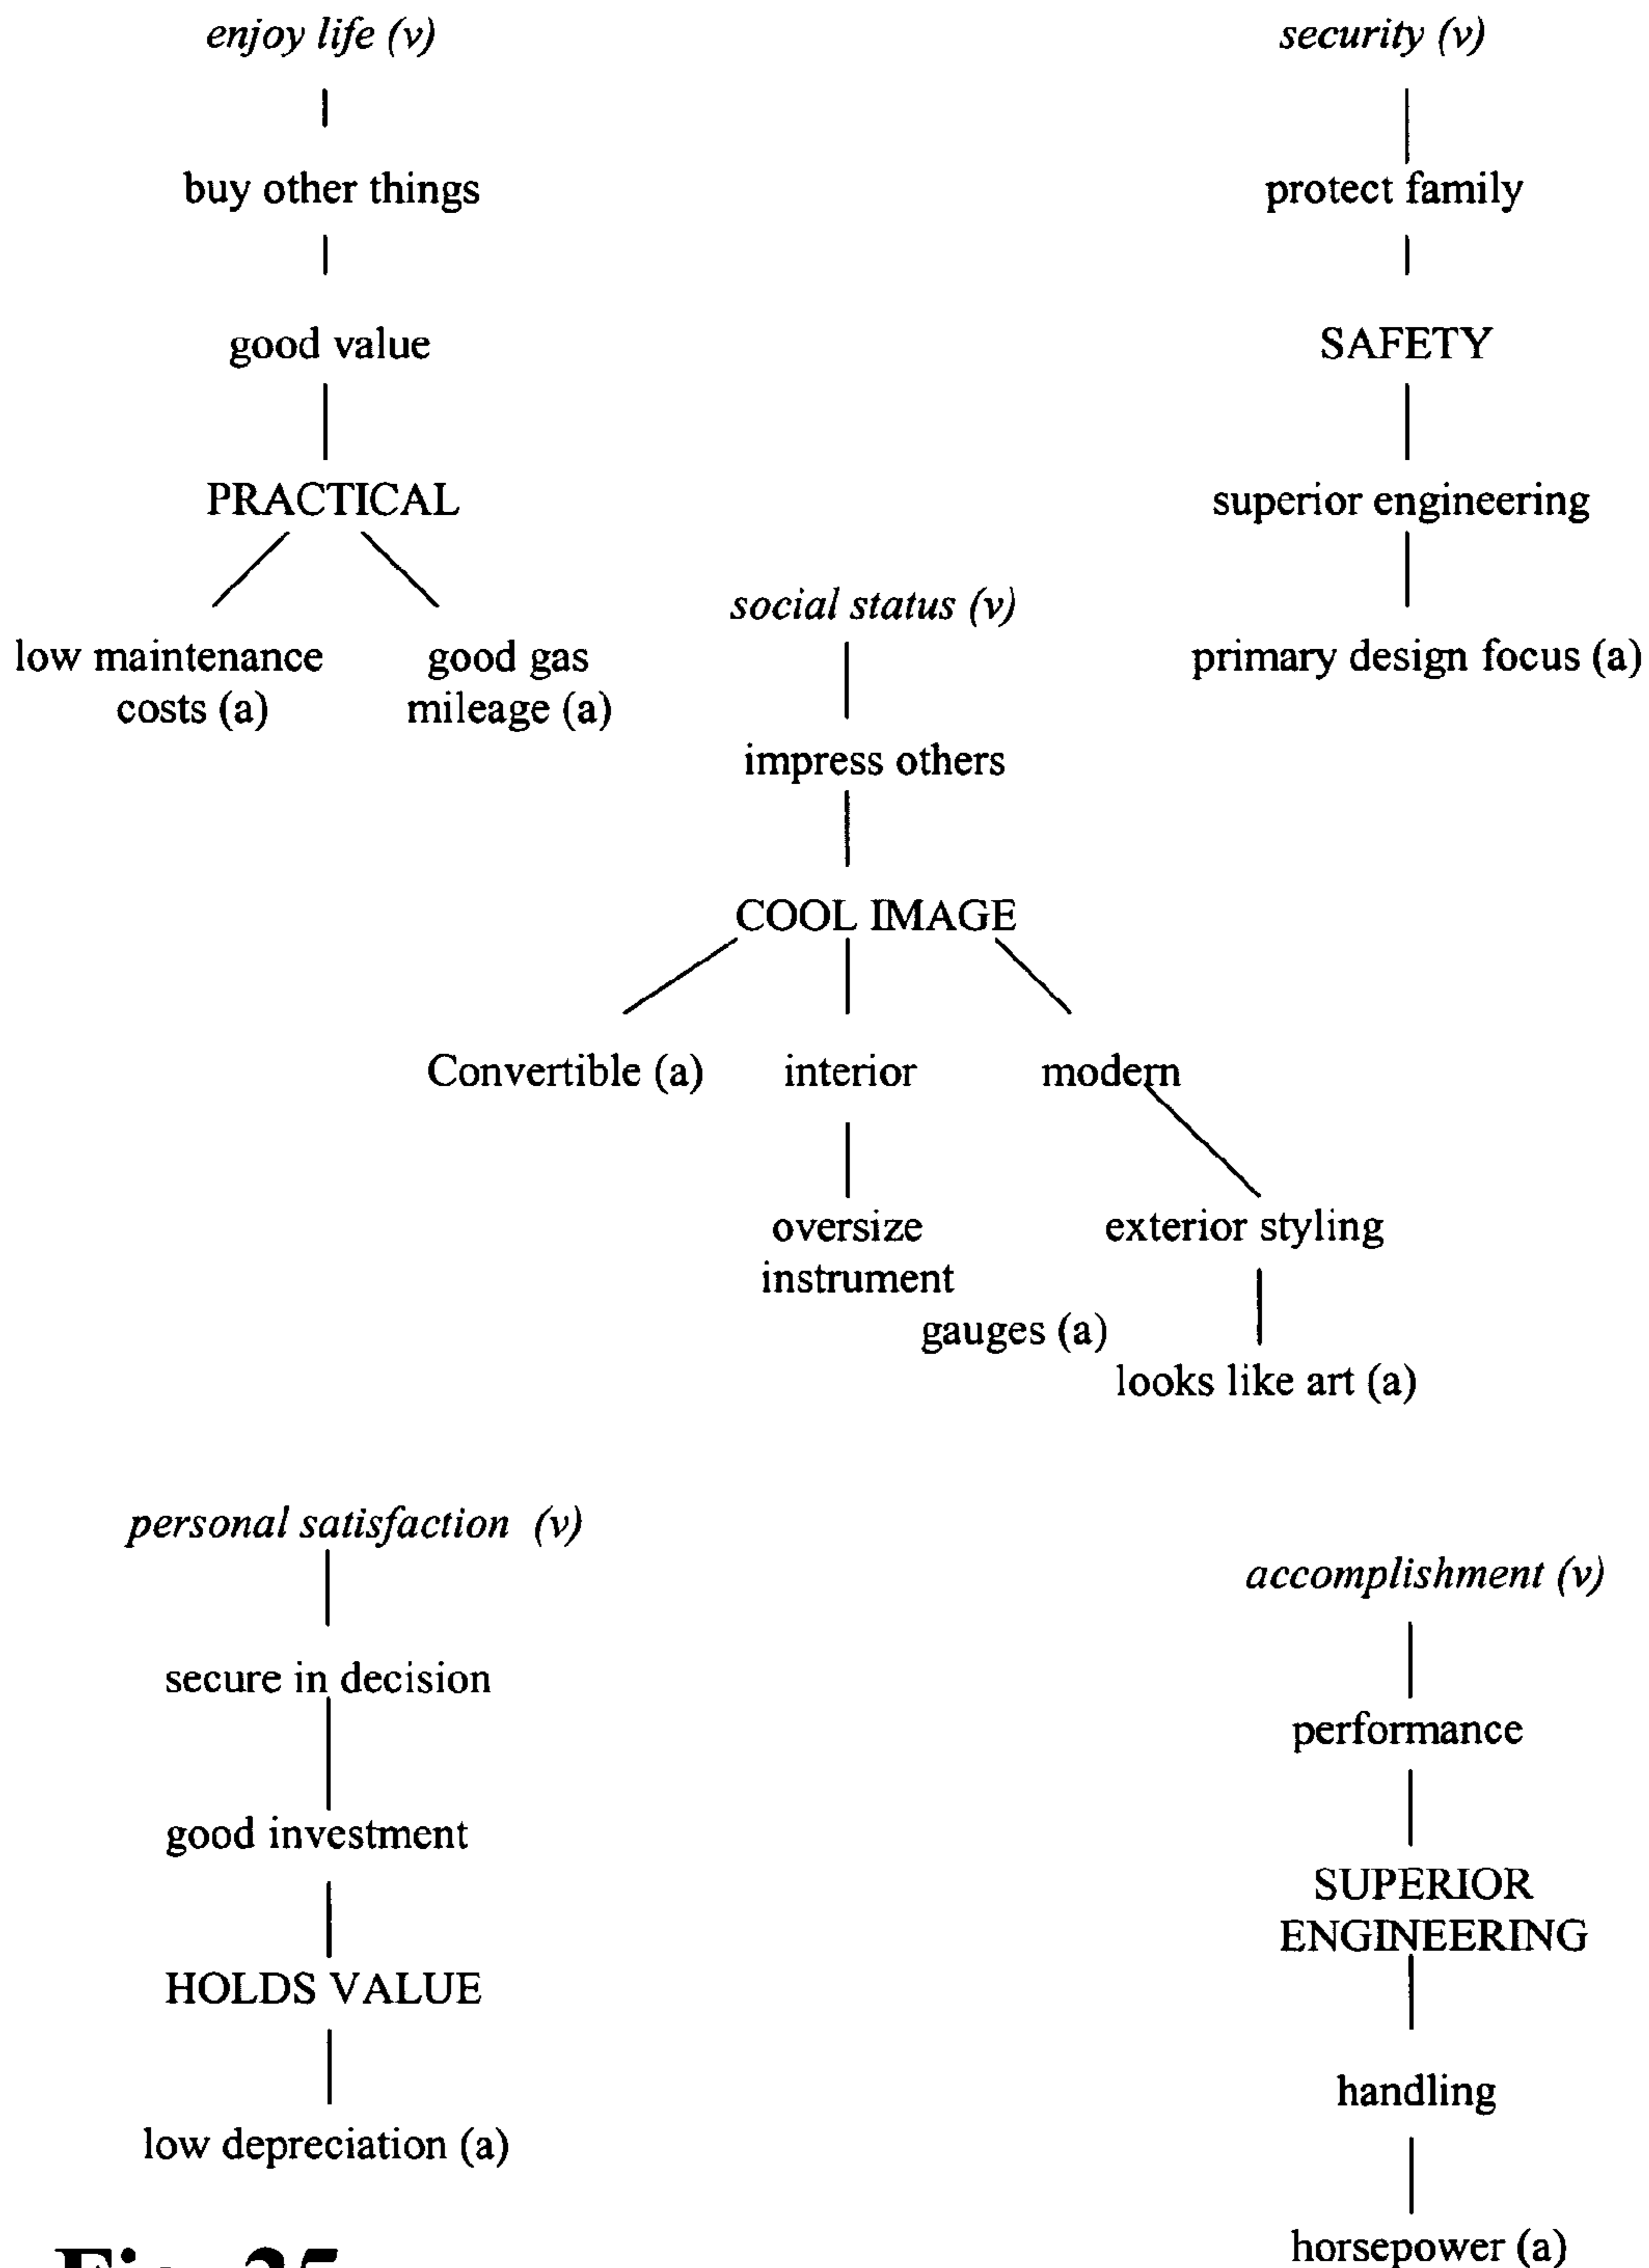 enjoy life (v)
buy other things
good value
PRACTICAL
low maintenance
costs (a)
good gas
mileage (a)
security (v)
protect family
SAFETY
superior engineering
primary design focus (a)
social status (v)
impress others
COOL IMAGE
Convertible (a)
interior
oversize
instrument
gauges (a)
modern
exterior styling
looks like art (a)
personal satisfaction (v)
secure in decision
good investment
HOLDS VALUE
low depreciation (a)
accomplishment (v)
performance
SUPERIOR
ENGINEERING
handling
horsepower (a)